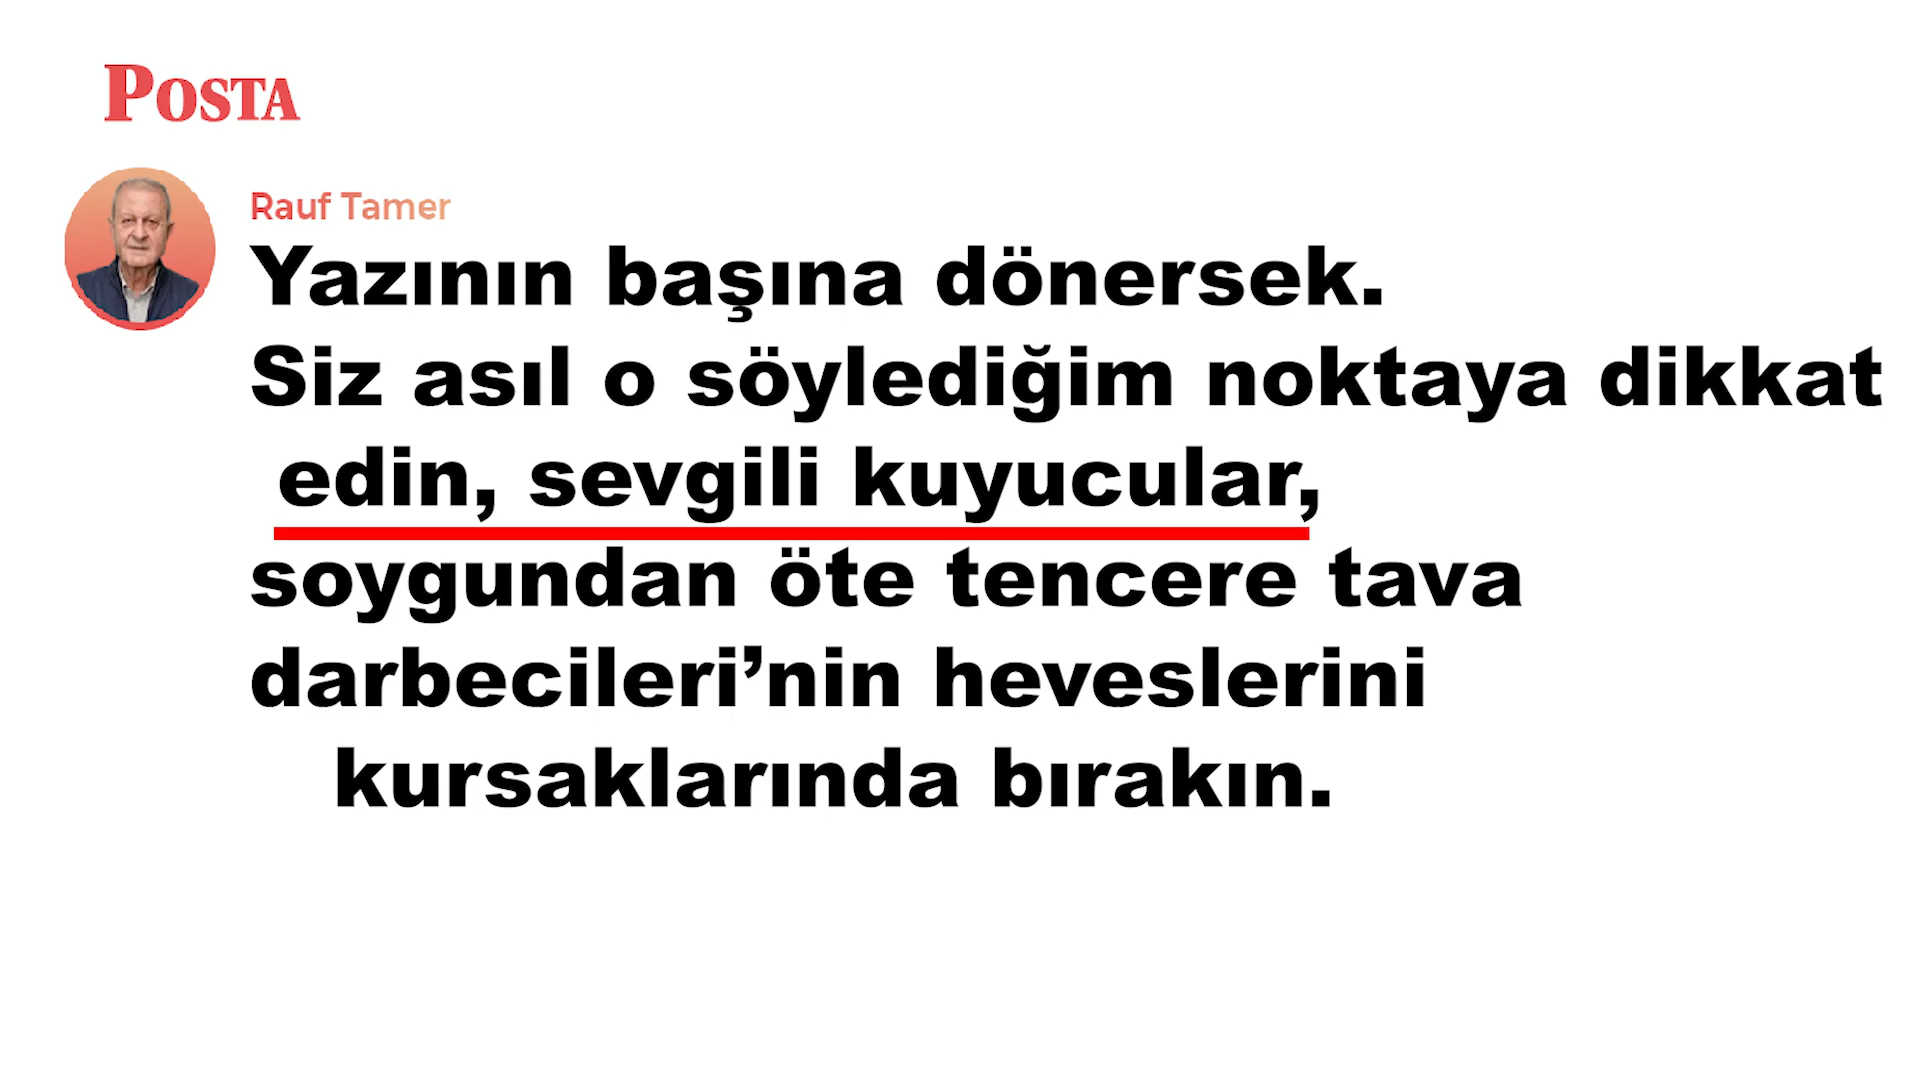 POSTA
Rauf Tamer
Yazının başına dönersek.
Siz asıl o söylediğim noktaya dikkat
edin, sevgili kuyucular,
soygundan öte tencere tava
darbecileri’nin heveslerini
kursaklarında bırakın.